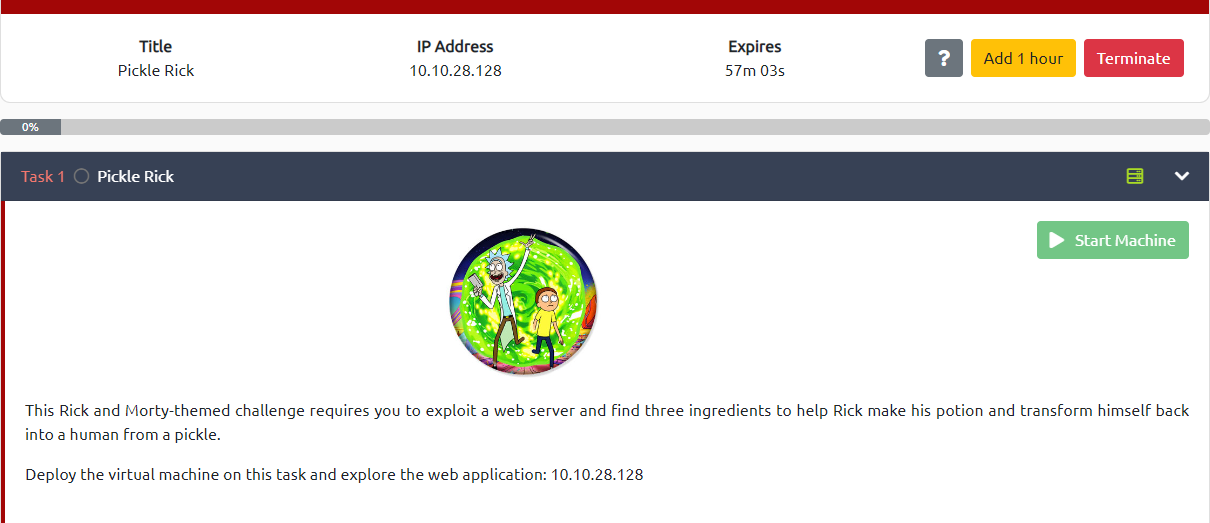 Title IP Address Expires
Pickle Rick 10.10.28.128 57m 03s ? Add 1 hour Terminate
0%
Task 1 Pickle Rick
Start Machine
This Rick and Morty-themed challenge requires you to exploit a web server and find three ingredients to help Rick make his potion and transform himself back
into a human from a pickle.
Deploy the virtual machine on this task and explore the web application: 10.10.28.128